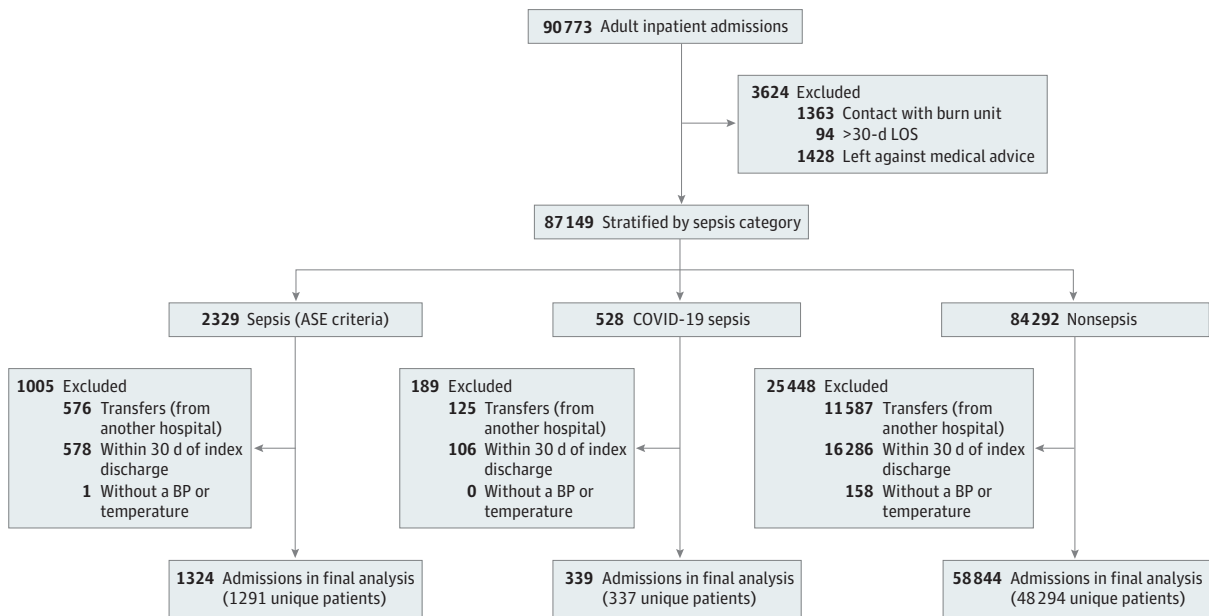 90773 Adult inpatient admissions
3624 Excluded
1363 Contact with burn unit
94 >30-d LOS
1428 Left against medical advice
87149 Stratified by sepsis category
2329 Sepsis (ASE criteria)
528 COVID-19 sepsis
84292 Nonsepsis
1005 Excluded
576 Transfers (from
another hospital)
578 Within 30 d of index
discharge
1 Without a BP or
temperature
189 Excluded
125 Transfers (from
another hospital)
106 Within 30 d of index
discharge
0 Without a BP or
temperature
25448 Excluded
11587 Transfers (from
another hospital)
16286 Within 30 d of index
discharge
158 Without a BP or
temperature
1324 Admissions in final analysis
(1291 unique patients)
339 Admissions in final analysis
(337 unique patients)
58844 Admissions in final analysis
(48294 unique patients)